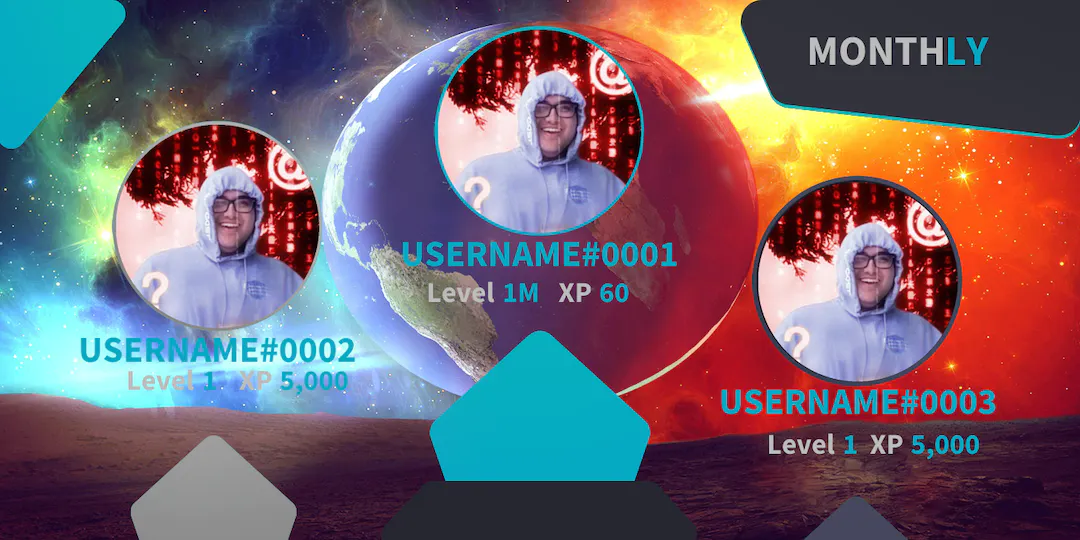 MONTHLY
USERNAME#0001
Level 1M XP 60
USERNAME#0002
Level 1 XP 5,000
USERNAME#0003
Level 1 XP 5,000
@
?
@
?
@
?